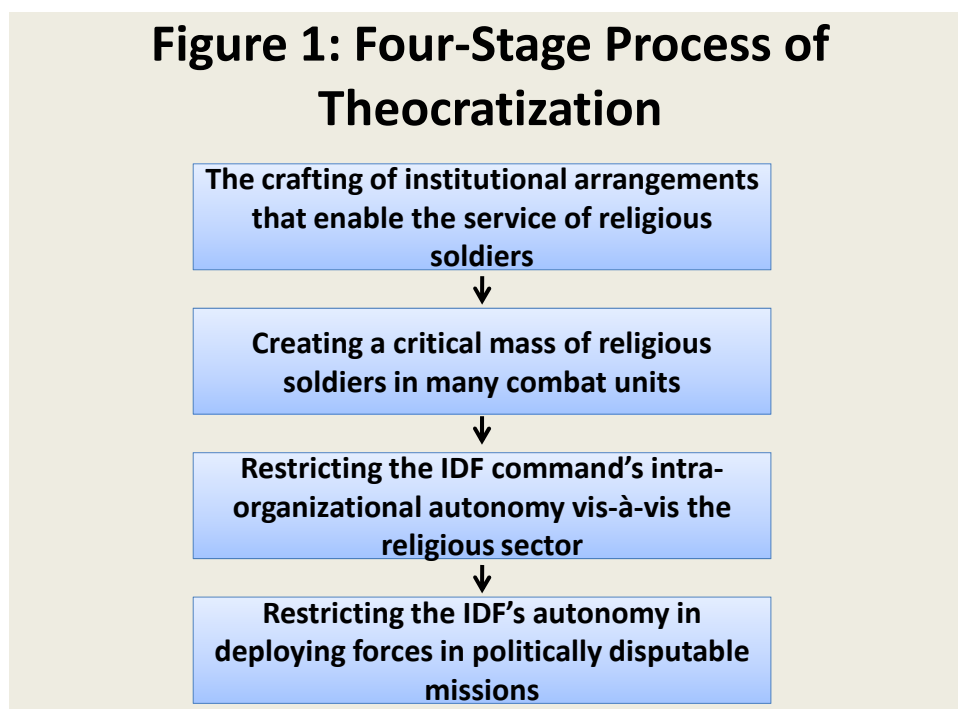 Figure 1: Four-Stage Process of
Theocratization
The crafting of institutional arrangements
that enable the service of religious
soldiers
Creating a critical mass of religious
soldiers in many combat units
Restricting the IDF command’s intra-
organizational autonomy vis-à-vis the
religious sector
Restricting the IDF’s autonomy in
deploying forces in politically disputable
missions